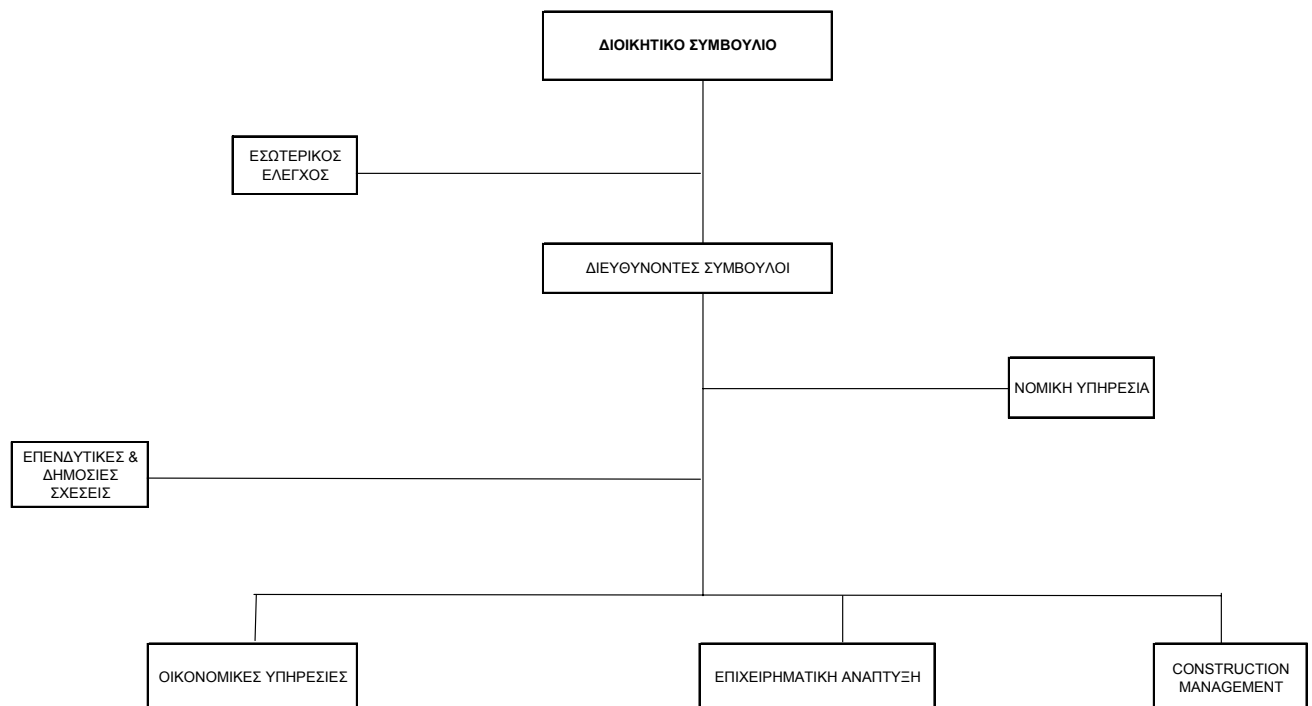 ΔΙΟΙΚΗΤΙΚΟ ΣΥΜΒΟΥΛΙΟ
ΕΣΩΤΕΡΙΚΟΣ
ΕΛΕΓΧΟΣ
ΔΙΕΥΘΥΝΟΝΤΕΣ ΣΥΜΒΟΥΛΟΙ
ΝΟΜΙΚΗ ΥΠΗΡΕΣΙΑ
ΕΠΕΝΔΥΤΙΚΕΣ &
ΔΗΜΟΣΙΕΣ
ΣΧΕΣΕΙΣ
ΟΙΚΟΝΟΜΙΚΕΣ ΥΠΗΡΕΣΙΕΣ
ΕΠΙΧΕΙΡΗΜΑΤΙΚΗ ΑΝΑΠΤΥΞΗ
CONSTRUCTION
MANAGEMENT